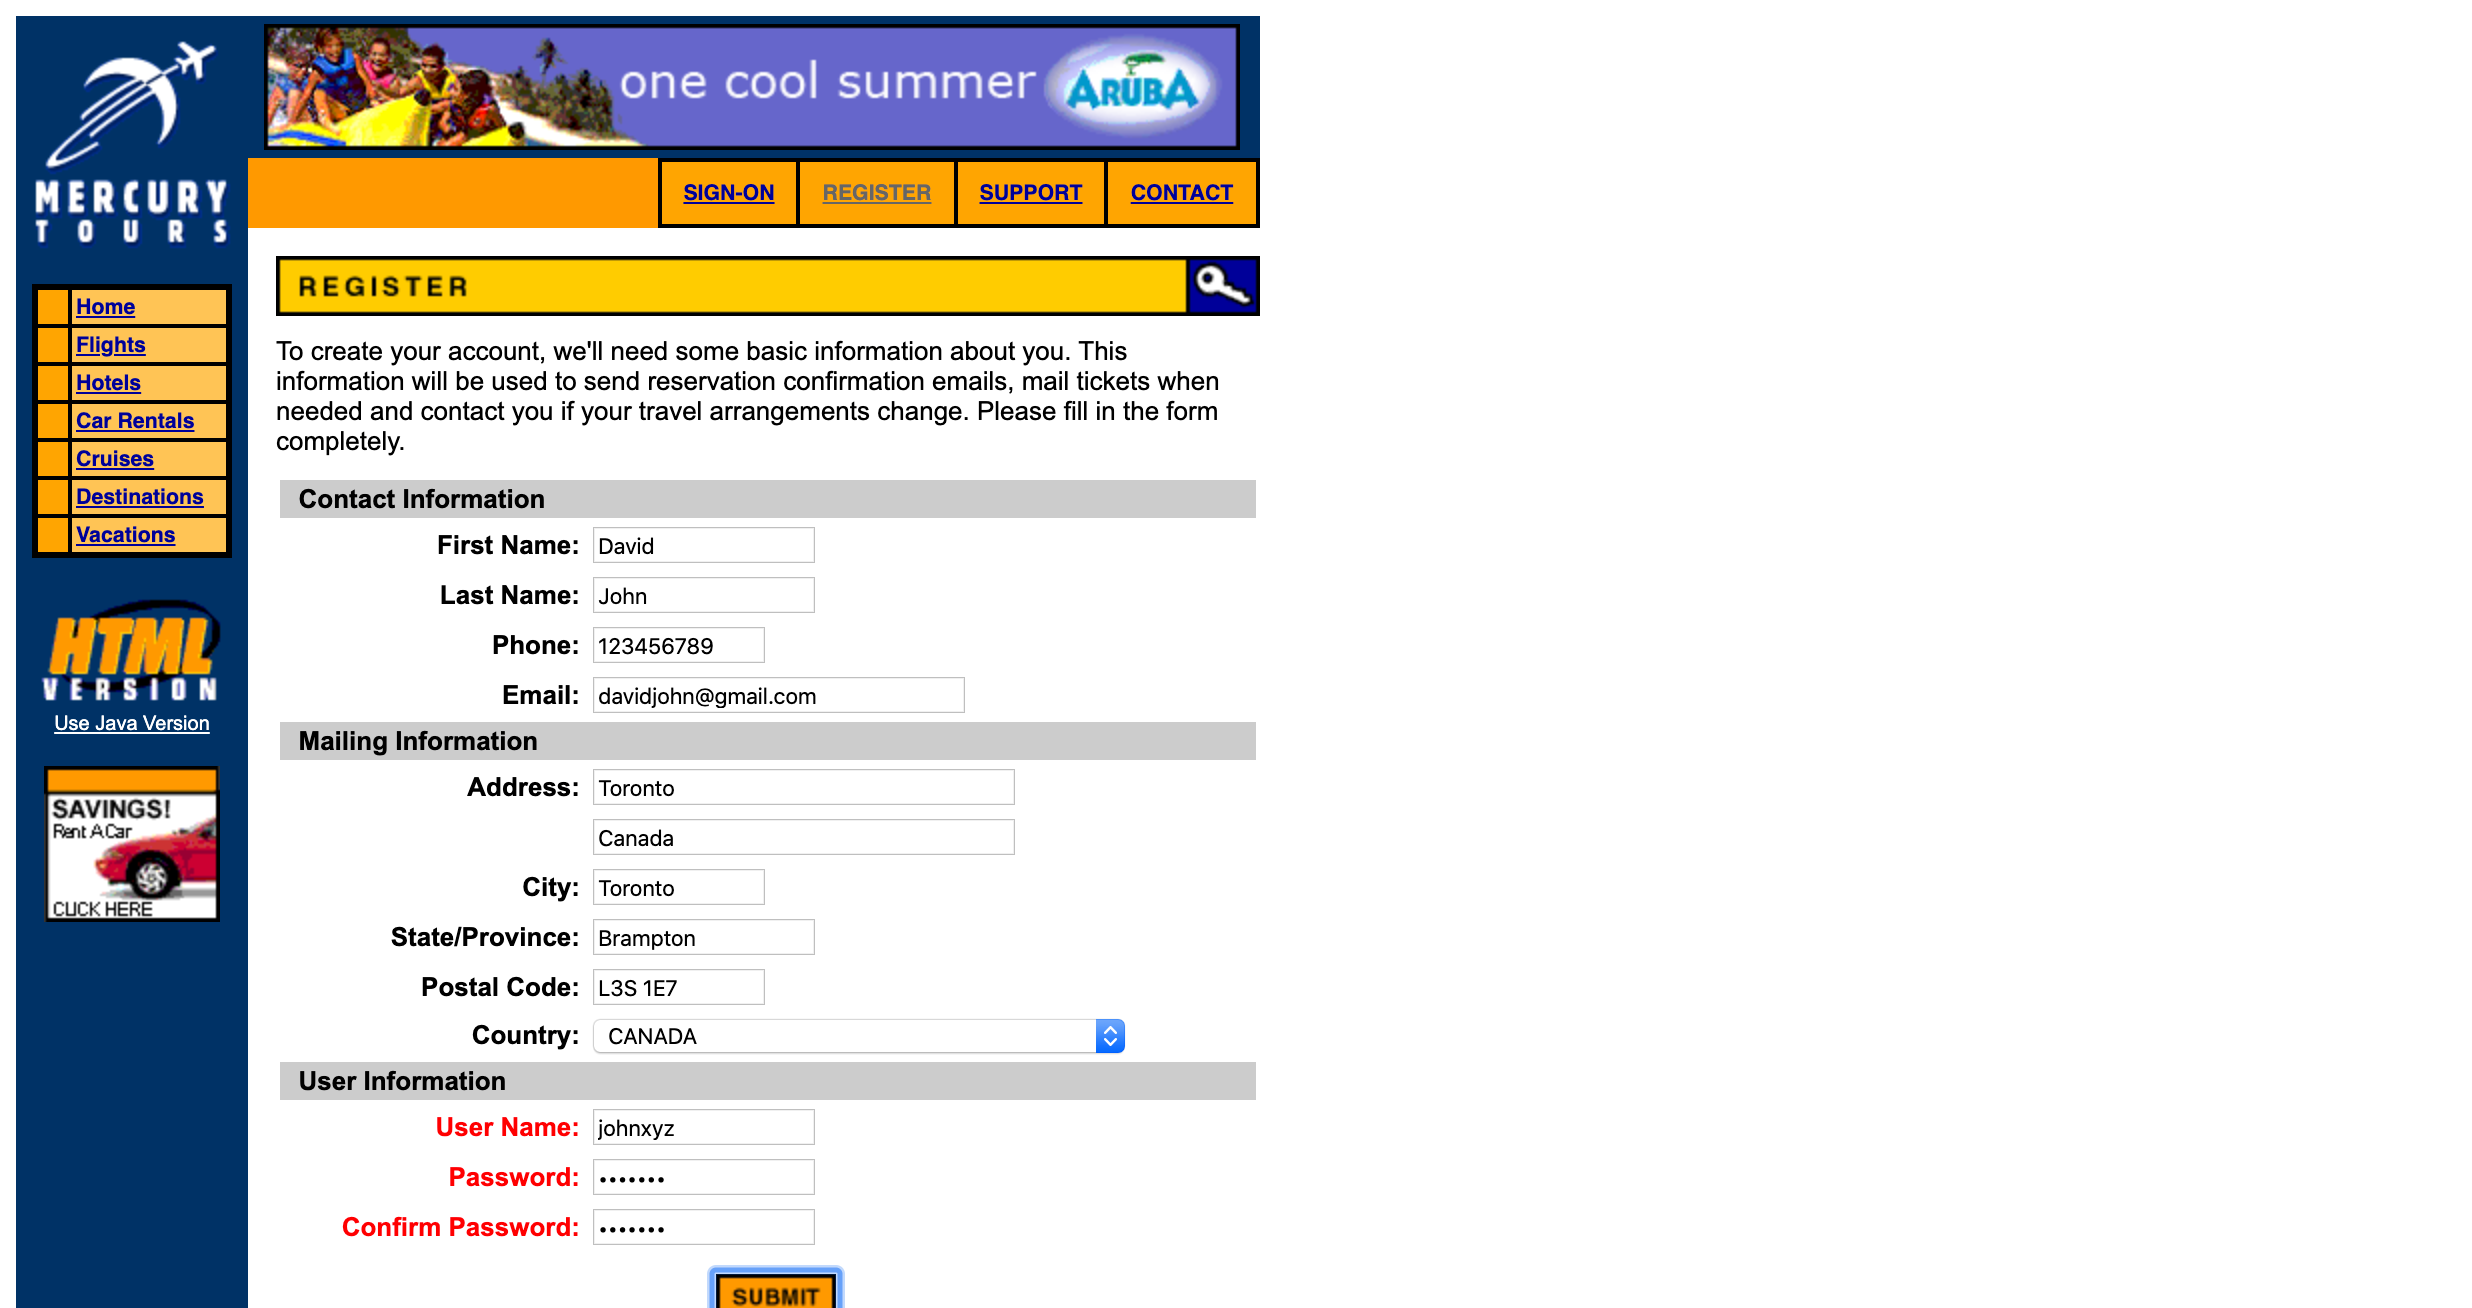 MERCURY
TOURS
one cool summer
ARUBA
SIGN-ON
REGISTER
SUPPORT
CONTACT
Home
Flights
Hotels
Car Rentals
Cruises
Destinations
Vacations
HTML
VERSION
Use Java Version
SAVINGS!
Rent A Car
CLICK HERE
REGISTER
To create your account, we'll need some basic information about you. This
information will be used to send reservation confirmation emails, mail tickets when
needed and contact you if your travel arrangements change. Please fill in the form
completely.
Contact Information
First Name: David
Last Name: John
Phone: 123456789
Email: davidjohn@gmail.com
Mailing Information
Address: Toronto
Canada
City: Toronto
State/Province: Brampton
Postal Code: L3S 1E7
Country: CANADA
User Information
User Name: johnxyz
Password: •••••••
Confirm Password: •••••••
SUBMIT